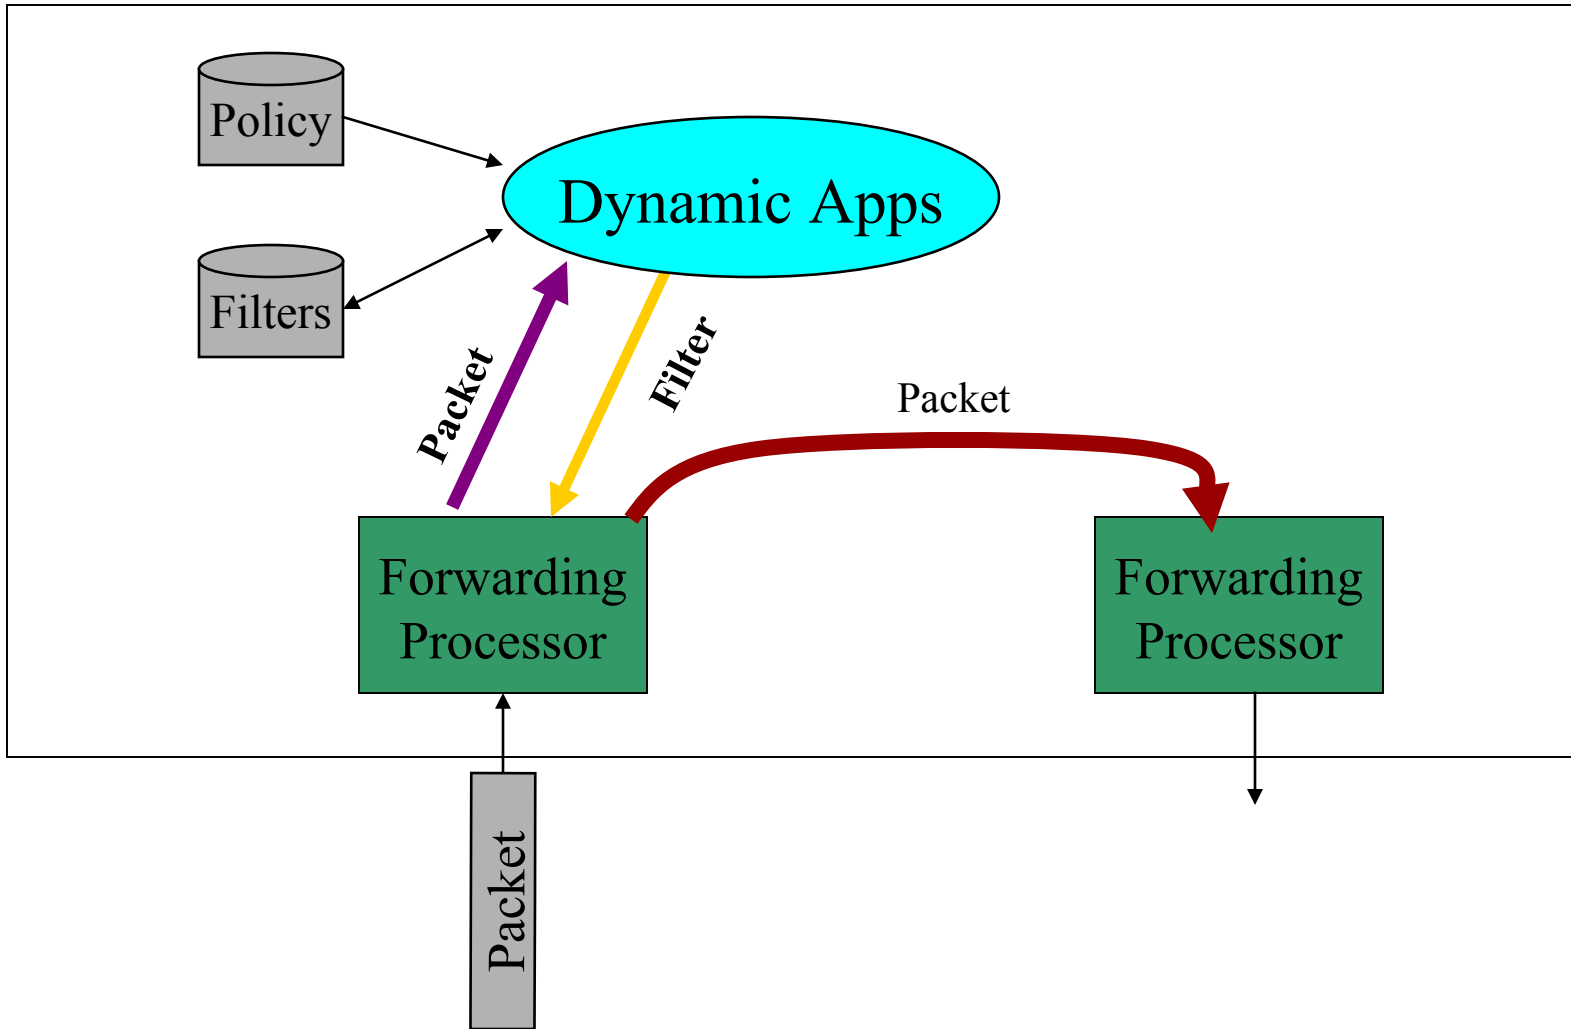 Policy
Dynamic Apps
Filters
Packet
Filter
Packet
Forwarding
Processor
Forwarding
Processor
Packet